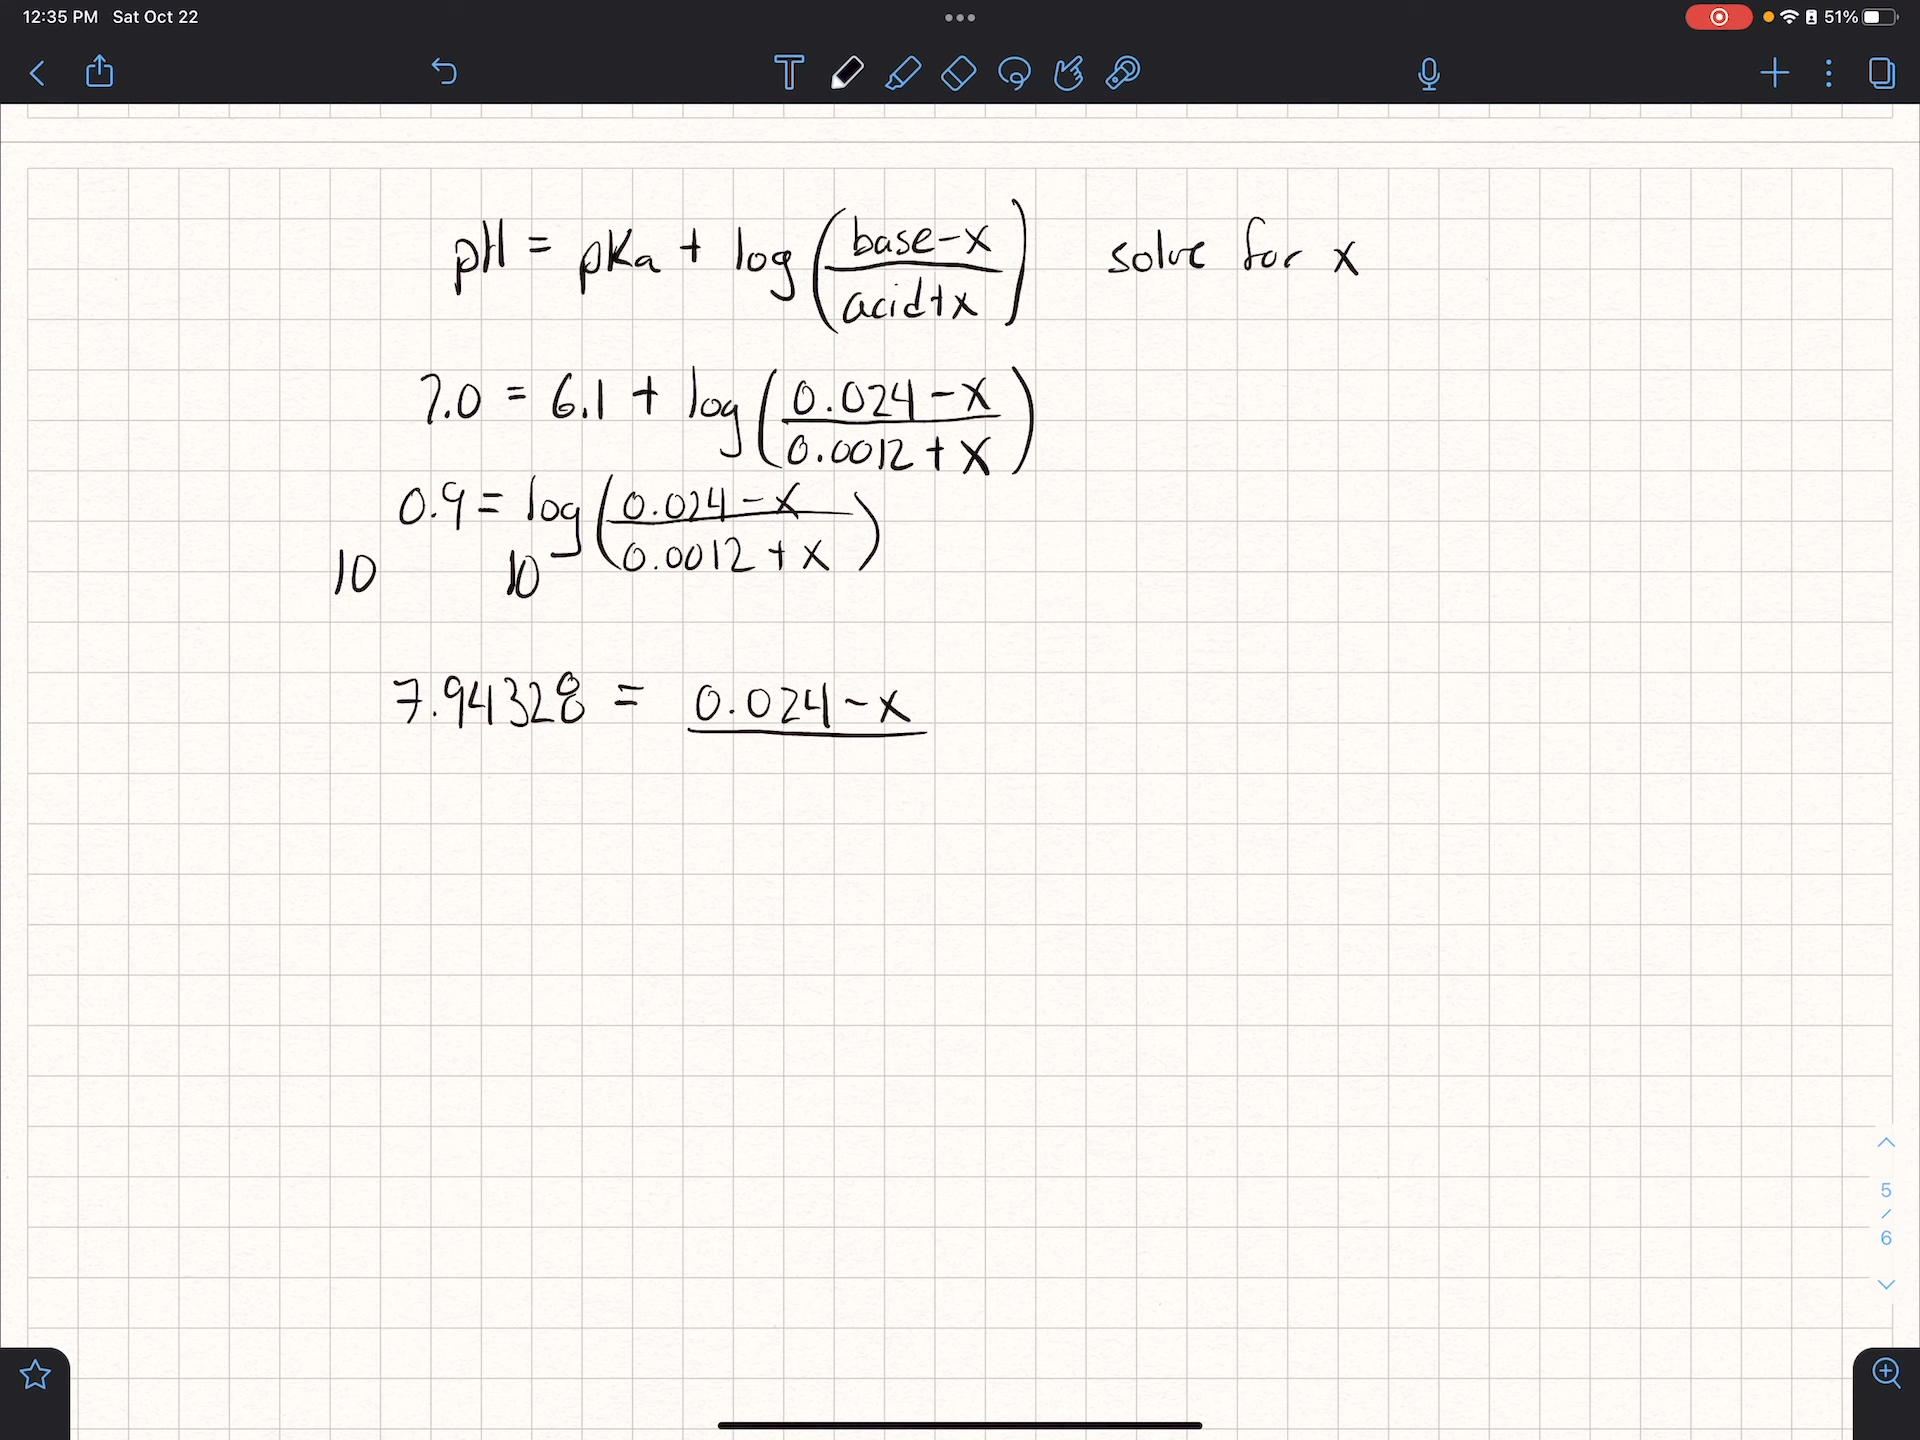 12:35 PM Sat Oct 22
51%
pH = pKa + log(base-x / acid+x) solve for x
7.0 = 6.1 + log(0.024-x / 0.0012+x)
0.9 = log(0.024-x / 0.0012+x)
10 10
7.94328 = 0.024-x
5
/
6